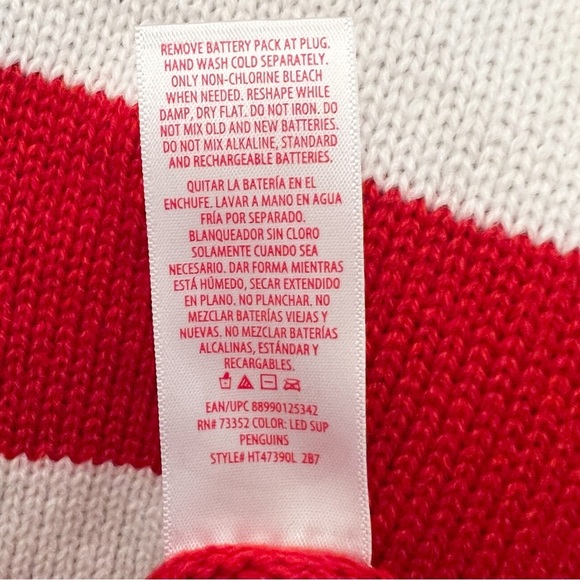 REMOVE BATTERY PACK AT PLUG.
HAND WASH COLD SEPARATELY.
ONLY NON-CHLORINE BLEACH
WHEN NEEDED. RESHAPE WHILE
DAMP, DRY FLAT. DO NOT IRON. DO
NOT MIX OLD AND NEW BATTERIES.
DO NOT MIX ALKALINE, STANDARD
AND RECHARGEABLE BATTERIES.
QUITAR LA BATERÍA EN EL
ENCHUFE. LAVAR A MANO EN AGUA
FRÍA POR SEPARADO.
BLANQUEADOR SIN CLORO
SOLAMENTE CUANDO SEA
NECESARIO. DAR FORMA MIENTRAS
ESTÁ HÚMEDO, SECAR EXTENDIDO
EN PLANO. NO PLANCHAR. NO
MEZCLAR BATERÍAS VIEJAS Y
NUEVAS. NO MEZCLAR BATERÍAS
ALCALINAS, ESTÁNDAR Y
RECARGABLES.
EAN/UPC 88990125342
RN# 73352 COLOR: LED SUP
PENGUINS
STYLE# HT47390L 2B7